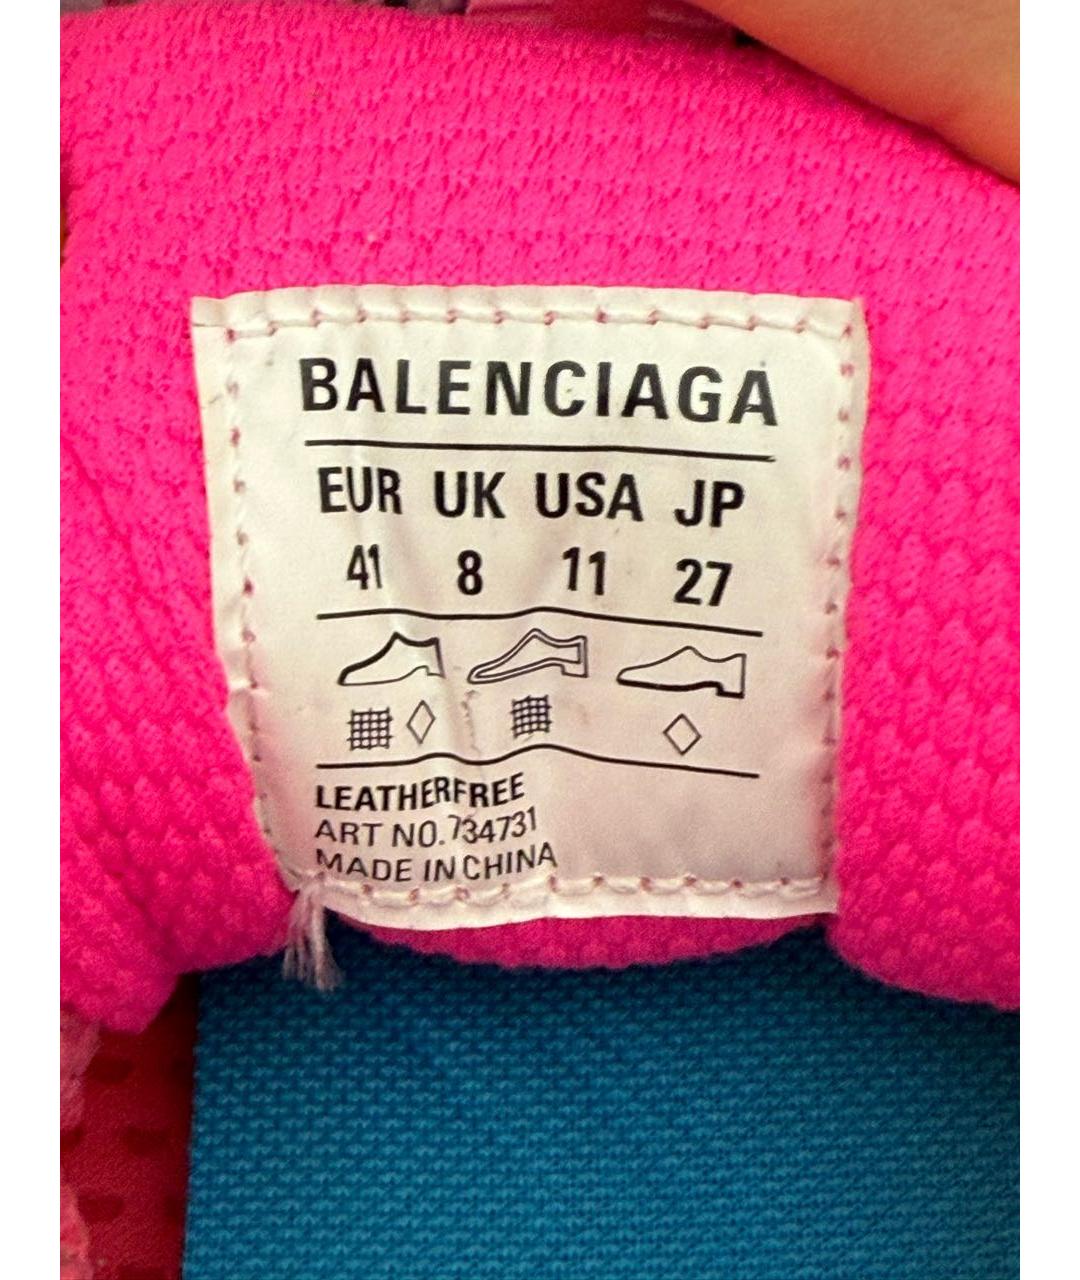 BALENCIAGA
EUR UK USA JP
41 8 11 27
LEATHERFREE
ART NO. 734731
MADE IN CHINA